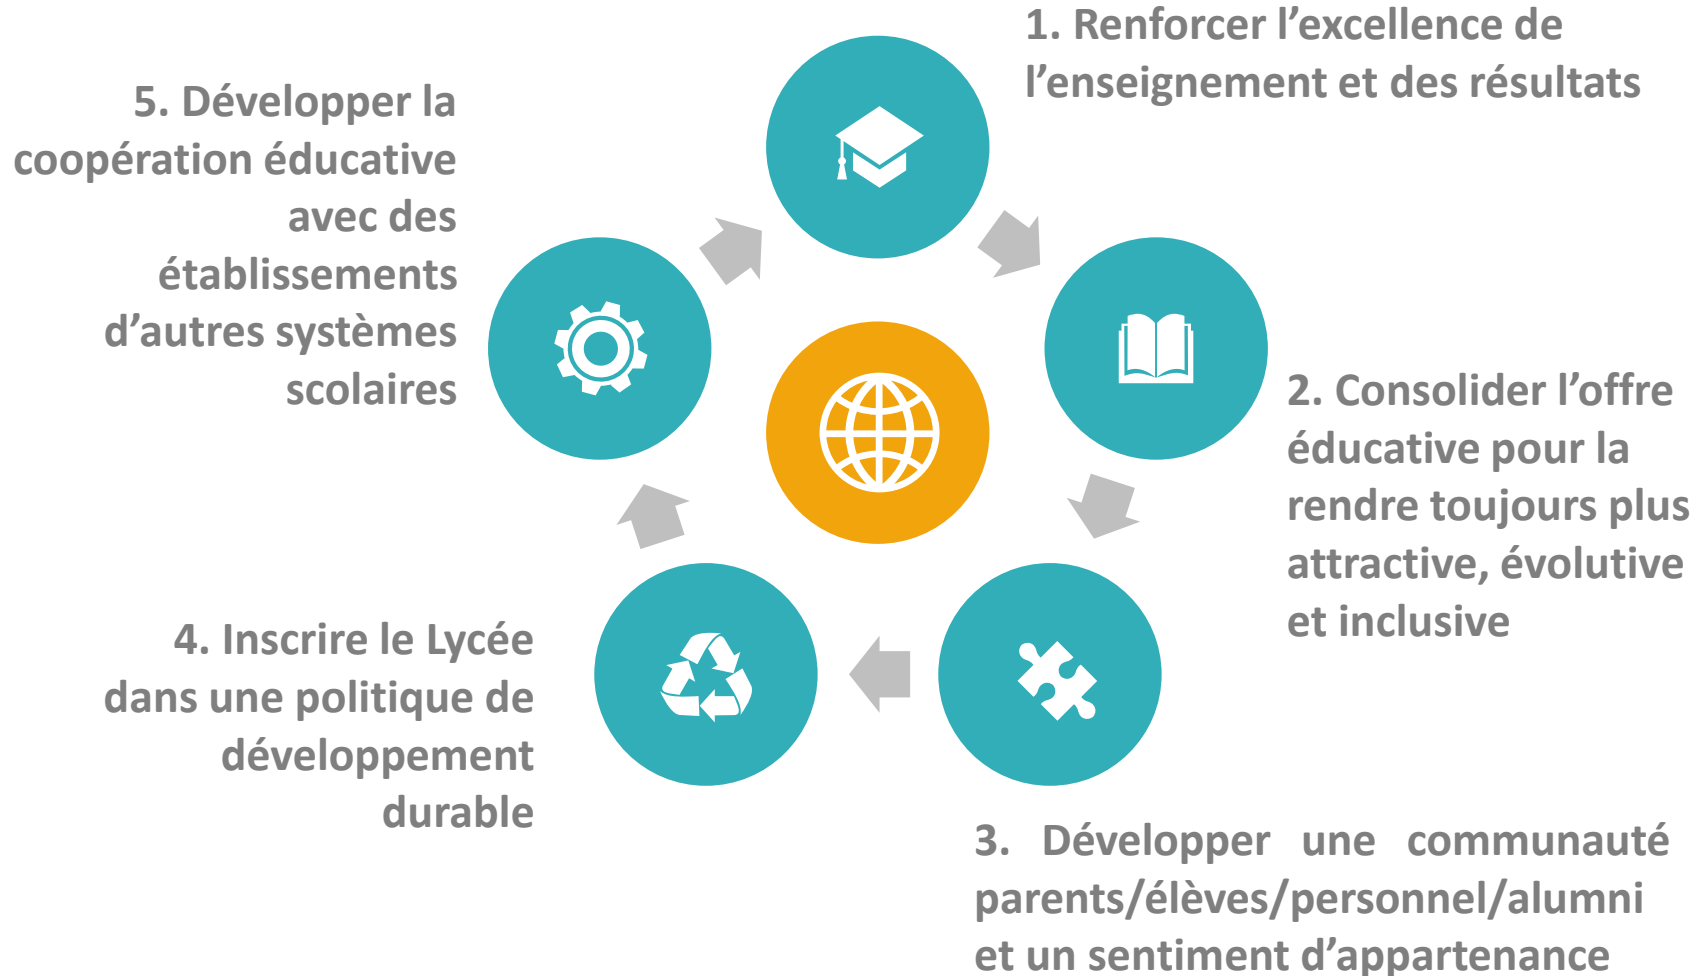 1. Renforcer l’excellence de
l’enseignement et des résultats
2. Consolider l’offre
éducative pour la
rendre toujours plus
attractive, évolutive
et inclusive
3. Développer une communauté
parents/élèves/personnel/alumni
et un sentiment d’appartenance
4. Inscrire le Lycée
dans une politique de
développement
durable
5. Développer la
coopération éducative
avec des
établissements
d’autres systèmes
scolaires